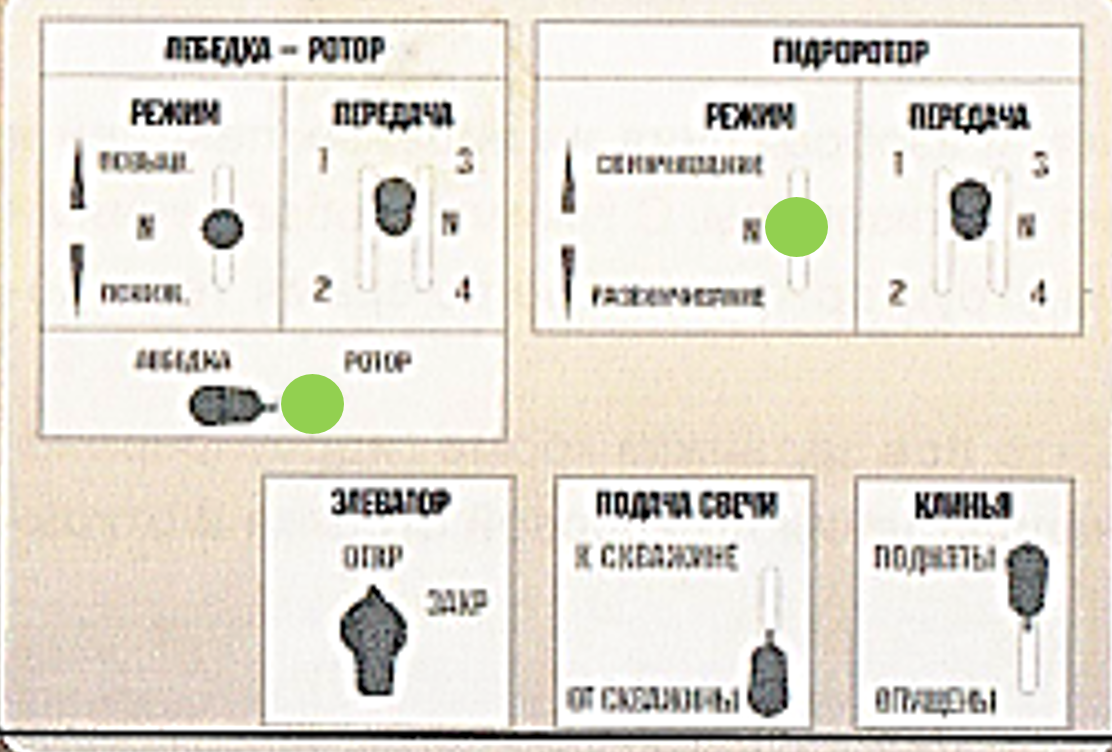 ЛЕБЕДКА – РОТОР
РЕЖИМ
ПОВЫШ.
N
ПОНИЖ.
ПЕРЕДАЧА
1 3
N
2 4
ЛЕБЕДКА РОТОР
ГИДРОРОТОР
РЕЖИМ
СВИНЧИВАНИЕ
N
РАЗВИНЧИВАНИЕ
ПЕРЕДАЧА
1 3
N
2 4
ЭЛЕВАТОР
ОТКР
ЗАКР
ПОДАЧА СВЕЧИ
К СКВАЖИНЕ
ОТ СКВАЖИНЫ
КЛИНЬЯ
ПОДНЯТЫ
ОПУЩЕНЫ